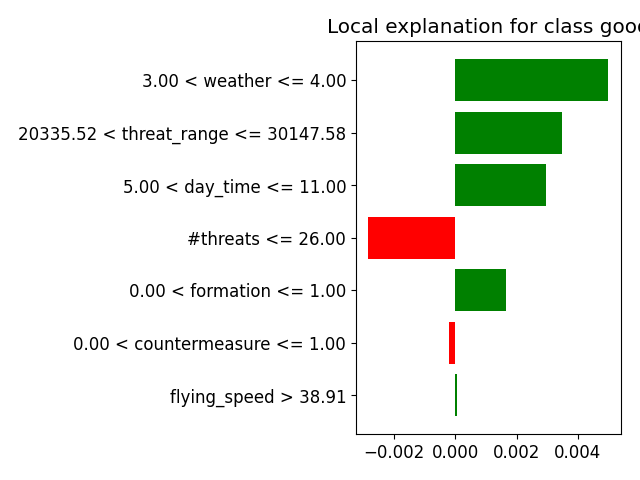 Local explanation for class good
3.00 < weather <= 4.00
20335.52 < threat_range <= 30147.58
5.00 < day_time <= 11.00
#threats <= 26.00
0.00 < formation <= 1.00
0.00 < countermeasure <= 1.00
flying_speed > 38.91
−0.002 0.000 0.002 0.004